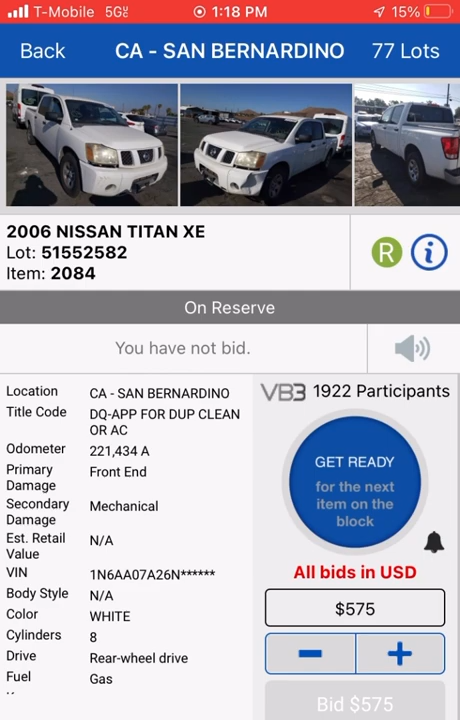 T-Mobile 5G 1:18 PM 15%
Back CA - SAN BERNARDINO 77 Lots
2006 NISSAN TITAN XE
Lot: 51552582
Item: 2084
R i
On Reserve
You have not bid.
VB3 1922 Participants
Location CA - SAN BERNARDINO
Title Code DQ-APP FOR DUP CLEAN
OR AC
Odometer 221,434 A
Primary
Damage Front End
Secondary
Damage Mechanical
Est. Retail
Value N/A
VIN 1N6AA07A26N******
Body Style N/A
Color WHITE
Cylinders 8
Drive Rear-wheel drive
Fuel Gas
GET READY
for the next
item on the
block
All bids in USD
$575
− +
Bid $575